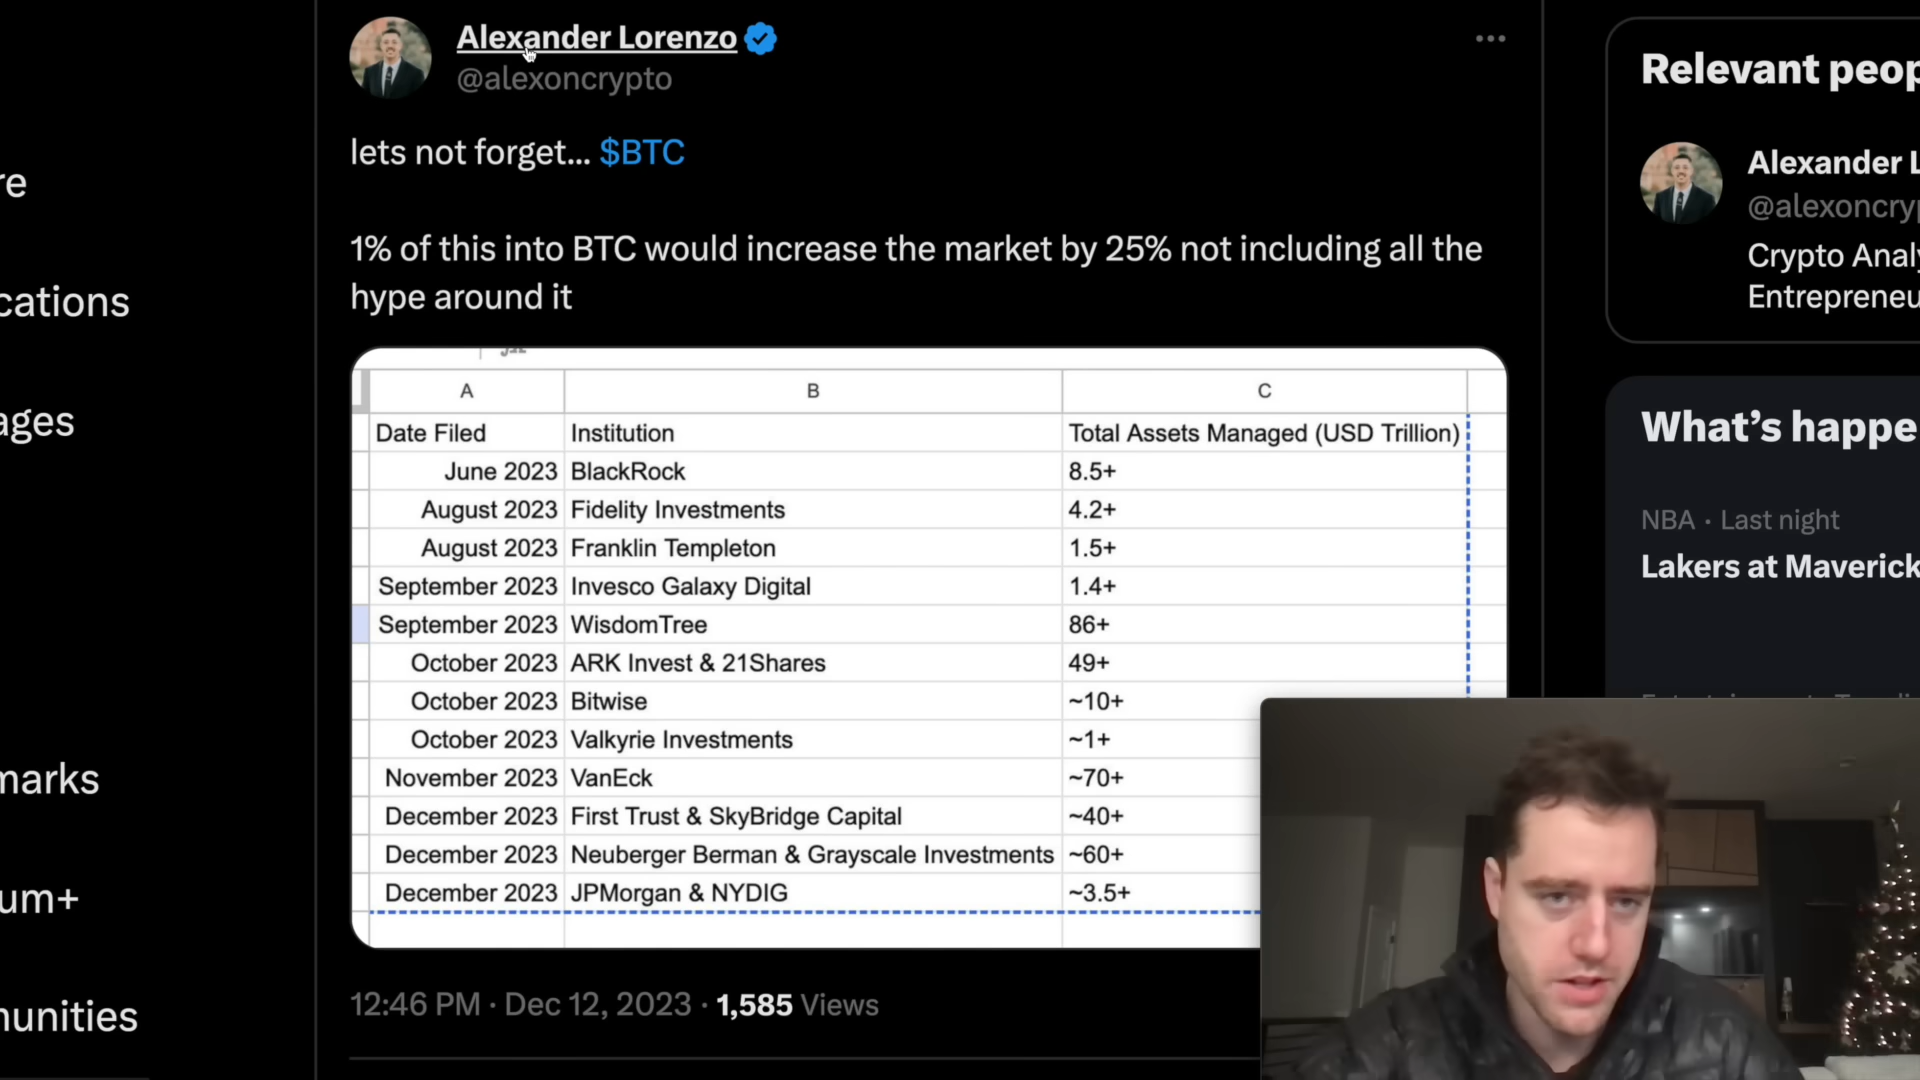 Alexander Lorenzo
@alexoncrypto
lets not forget... $BTC
1% of this into BTC would increase the market by 25% not including all the
hype around it
A B C
Date Filed Institution Total Assets Managed (USD Trillion)
June 2023 BlackRock 8.5+
August 2023 Fidelity Investments 4.2+
August 2023 Franklin Templeton 1.5+
September 2023 Invesco Galaxy Digital 1.4+
September 2023 WisdomTree 86+
October 2023 ARK Invest & 21Shares 49+
October 2023 Bitwise ~10+
October 2023 Valkyrie Investments ~1+
November 2023 VanEck ~70+
December 2023 First Trust & SkyBridge Capital ~40+
December 2023 Neuberger Berman & Grayscale Investments ~60+
December 2023 JPMorgan & NYDIG ~3.5+
12:46 PM · Dec 12, 2023 · 1,585 Views
re
cations
ages
marks
um+
nunities
Relevant peop
Alexander L
@alexoncryp
Crypto Analy
Entrepreneu
What's happe
NBA · Last night
Lakers at Maverick